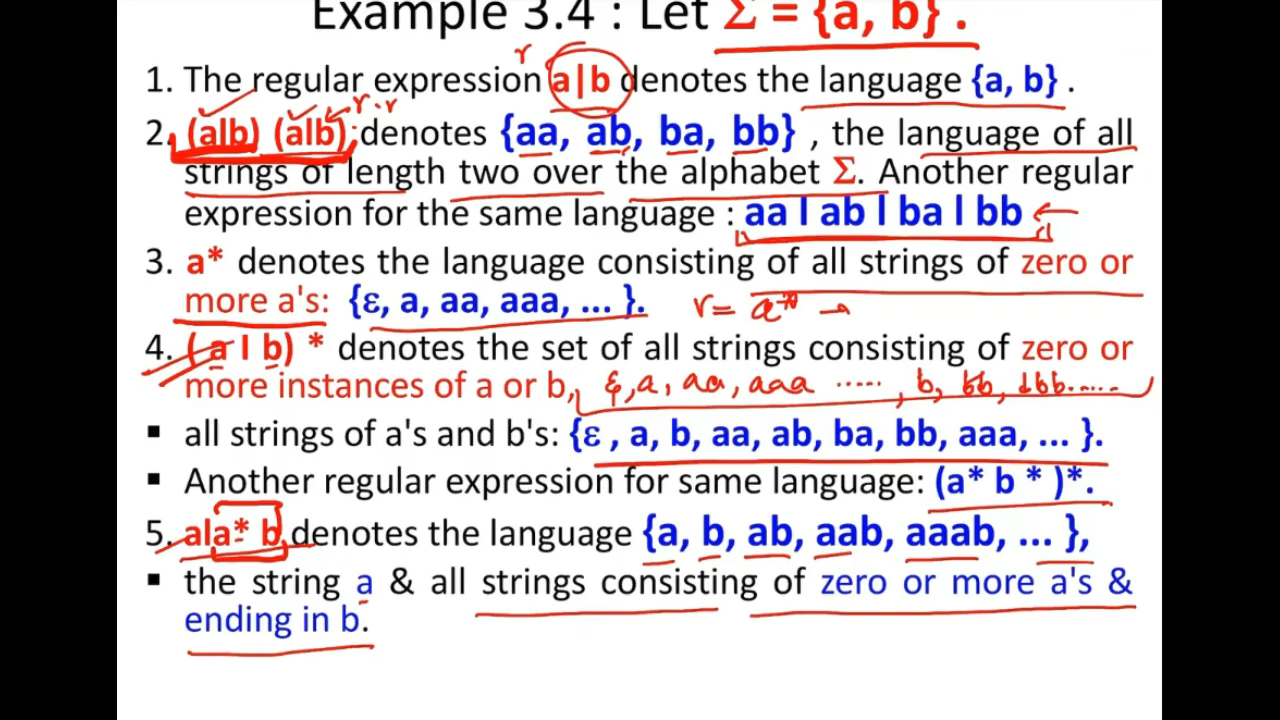 Example 3.4 : Let Σ = {a, b} .
r
1. The regular expression a|b denotes the language {a, b} .
r.r
2. (a|b) (a|b), denotes {aa, ab, ba, bb} , the language of all
strings of length two over the alphabet Σ. Another regular
expression for the same language : aa | ab | ba | bb ←
3. a* denotes the language consisting of all strings of zero or
more a's: {ε, a, aa, aaa, ... }. r = a* →
4. ( a | b) * denotes the set of all strings consisting of zero or
more instances of a or b, ε, a, aa, aaa ....., b, bb, bbb.....
▪ all strings of a's and b's: {ε , a, b, aa, ab, ba, bb, aaa, ... }.
▪ Another regular expression for same language: (a* b * )*.
5. a|a* b denotes the language {a, b, ab, aab, aaab, ... },
▪ the string a & all strings consisting of zero or more a's &
ending in b.